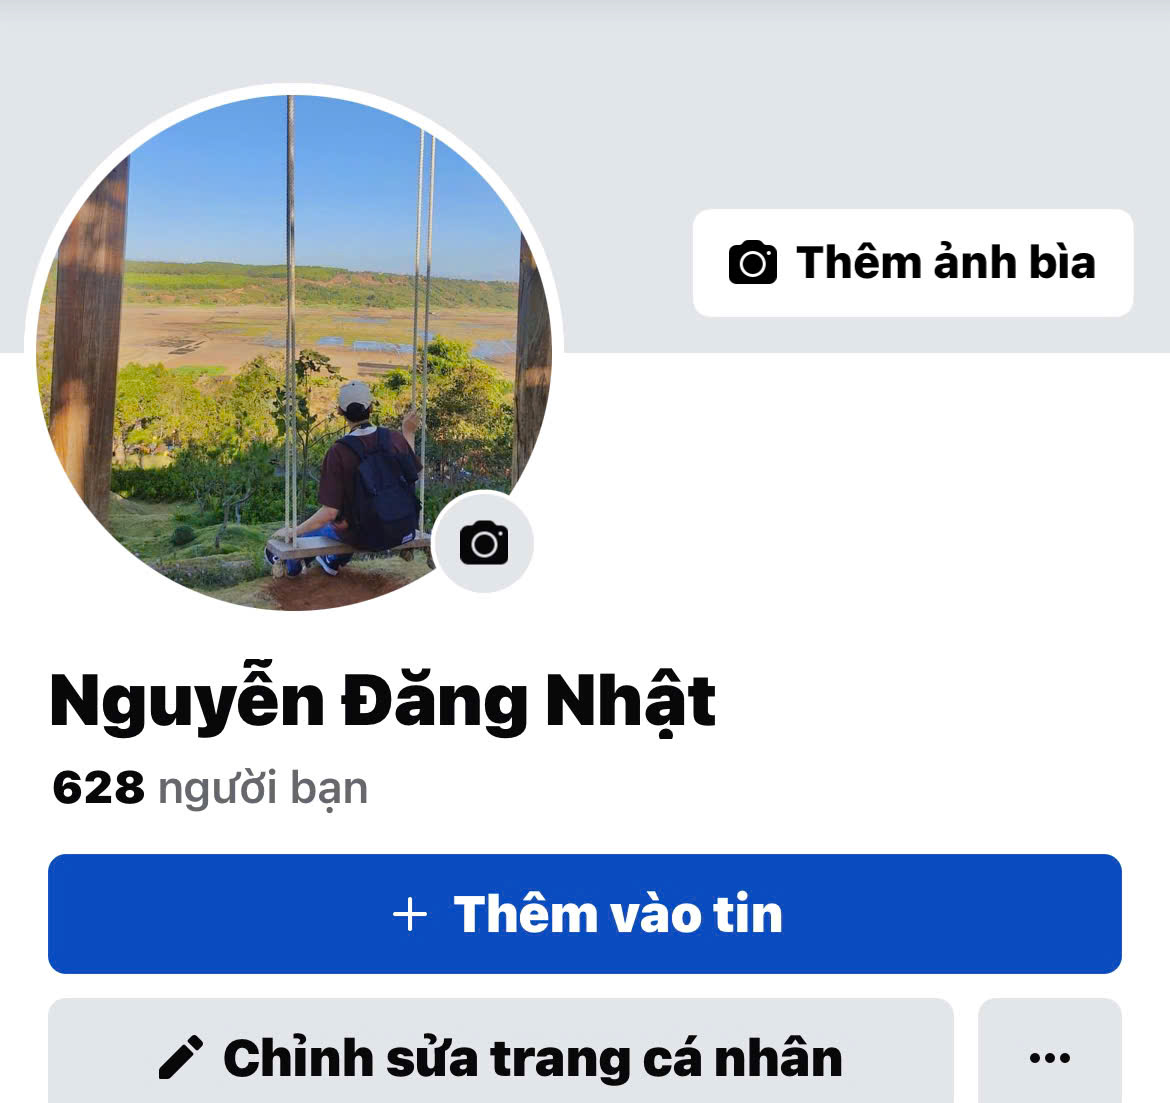 Thêm ảnh bìa
Nguyễn Đăng Nhật
628 người bạn
+ Thêm vào tin
Chỉnh sửa trang cá nhân